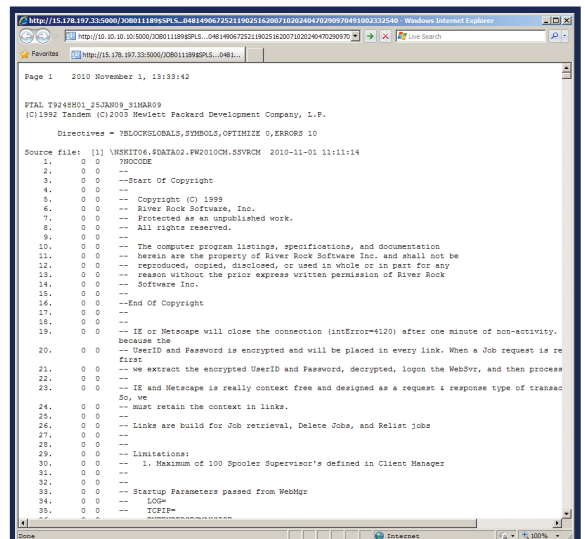 http://15.178.197.33:5000/JOB011189$SPLS...04814906725211902516200710202404702909704910023325​40 - Windows Internet Explorer
http://10.10.10.10:5000/JOB011189$SPLS...04814906725211902516200710202404702970 Live Search
Favorites http://15.178.197.33:5000/JOB011189$SPLS...0481...
Page 1 2010 November 1, 13:33:42
PTAL T9248H01_25JAN09_31MAR09
(C)1992 Tandem (C)2003 Hewlett Packard Development Company, L.P.
Directives = ?BLOCKGLOBALS,SYMBOLS,OPTIMIZE 0,ERRORS 10
Source file: [1] \NSKIT06.$DATA02.PW2010CM.SSVRCM 2010-11-01 11:11:14
1. 0 0 ?NOCODE
2. 0 0 --
3. 0 0 --Start Of Copyright
4. 0 0 --
5. 0 0 -- Copyright (C) 1999
6. 0 0 -- River Rock Software, Inc.
7. 0 0 -- Protected as an unpublished work.
8. 0 0 -- All rights reserved.
9. 0 0 --
10. 0 0 -- The computer program listings, specifications, and documentation
11. 0 0 -- herein are the property of River Rock Software Inc. and shall not be
12. 0 0 -- reproduced, copied, disclosed, or used in whole or in part for any
13. 0 0 -- reason without the prior express written permission of River Rock
14. 0 0 -- Software Inc.
15. 0 0 --
16. 0 0 --End Of Copyright
17. 0 0 --
18. 0 0 --
19. 0 0 -- IE or Netscape will close the connection (intError=4120) after one minute of non-activity.
because the
20. 0 0 -- UserID and Password is encrypted and will be placed in every link. When a Job request is re
first
21. 0 0 -- we extract the encrypted UserID and Password, decrypted, logon the WebSvr, and then process
22. 0 0 --
23. 0 0 -- IE and Netscape is really context free and designed as a request & response type of transac
So, we
24. 0 0 -- must retain the context in links.
25. 0 0 --
26. 0 0 -- Links are build for Job retrieval, Delete Jobs, and Relist jobs
27. 0 0 --
28. 0 0 --
29. 0 0 -- Limitations:
30. 0 0 -- 1. Maximum of 100 Spooler Supervisor's defined in Client Manager
31. 0 0 --
32. 0 0 --
33. 0 0 -- Startup Parameters passed from WebMgr
34. 0 0 -- LOG=
35. 0 0 -- TCPIP=
Done Internet 100%